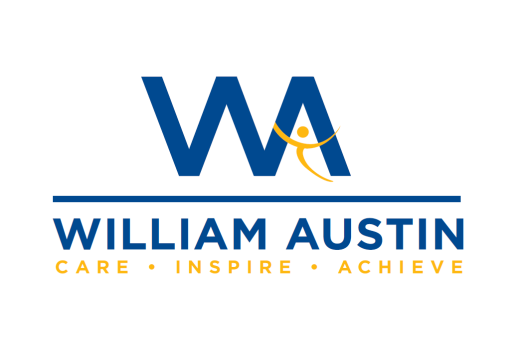 WA
WILLIAM AUSTIN
CARE • INSPIRE • ACHIEVE